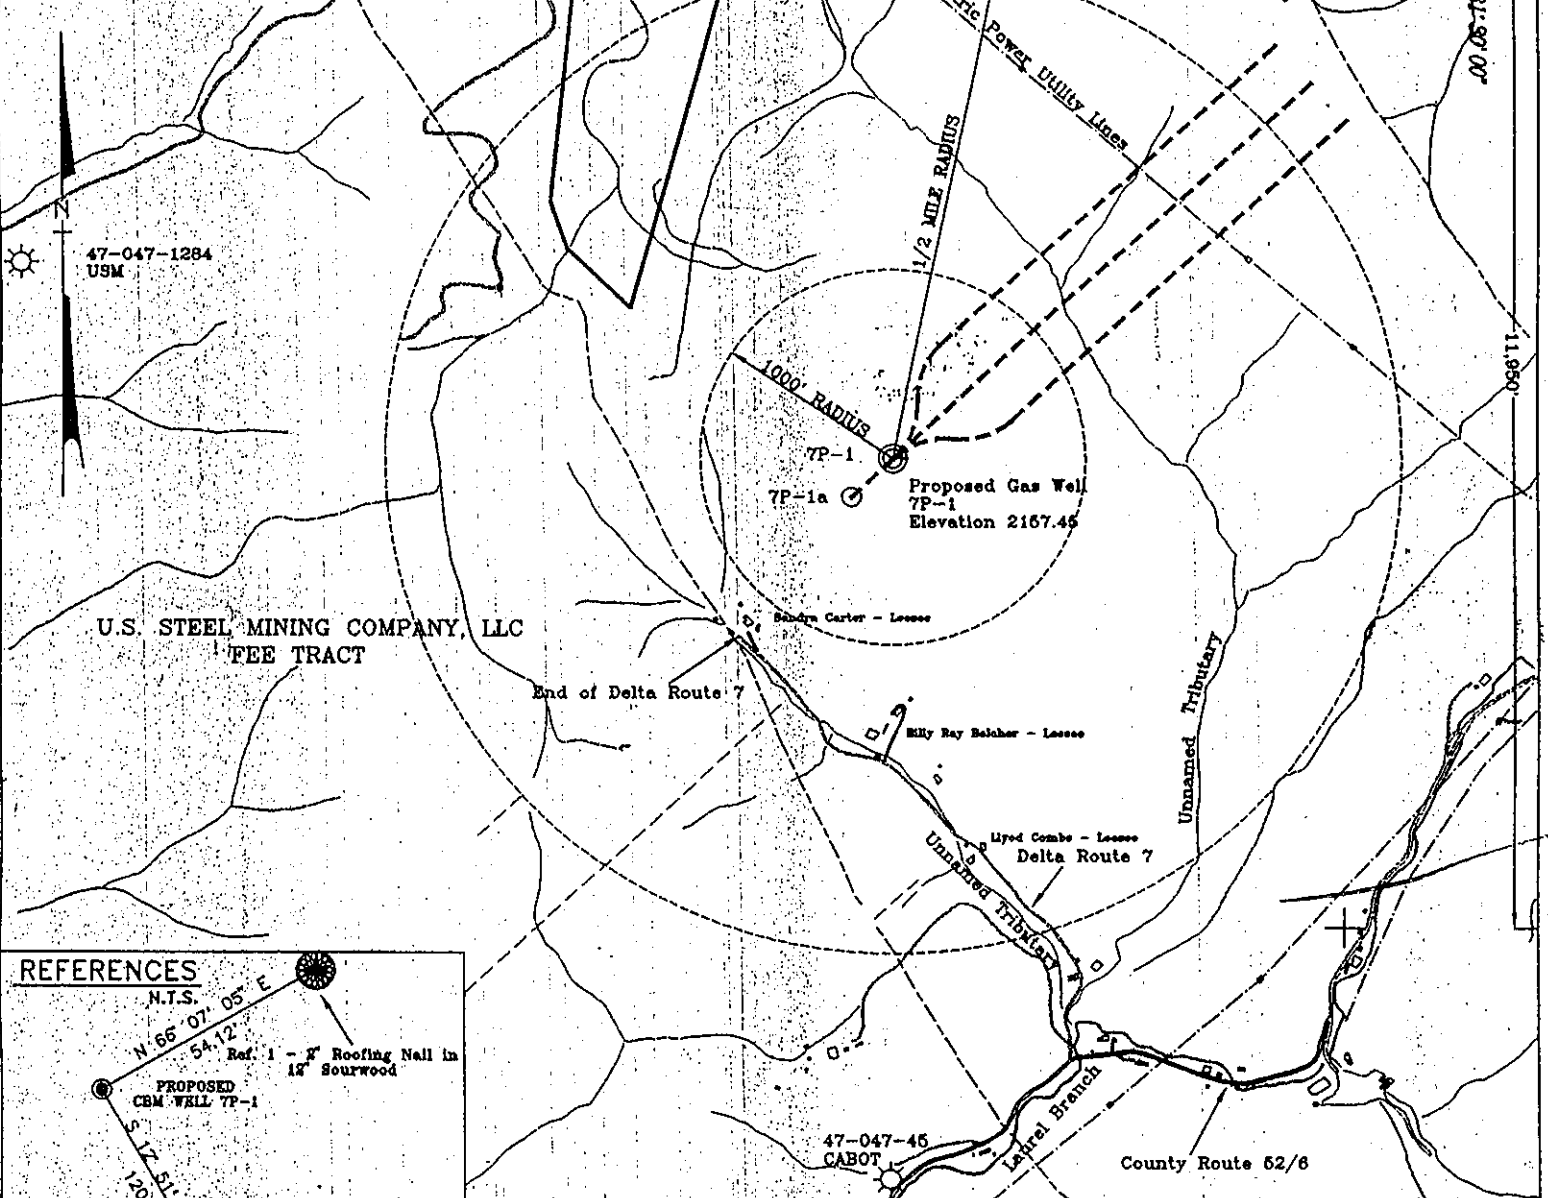 Power Utility Lines
1/2 MILE RADIUS
N
47-047-1284
USM
11,950'
1000' RADIUS
7P-1
7P-1a
Proposed Gas Well
7P-1
Elevation 2157.45
U.S. STEEL MINING COMPANY, LLC
FEE TRACT
Sandra Carter - Lessee
End of Delta Route 7
Billy Ray Belcher - Lessee
Unnamed Tributary
Combs - Lessee
Delta Route 7
Unnamed Tributary
REFERENCES
N.T.S.
N 66° 07' 05" E
54.12'
Ref. 1 - 2" Roofing Nail in
12" Sourwood
PROPOSED
CBM WELL 7P-1
S 17° 51'
120
47-047-45
CABOT
Laurel Branch
County Route 52/6